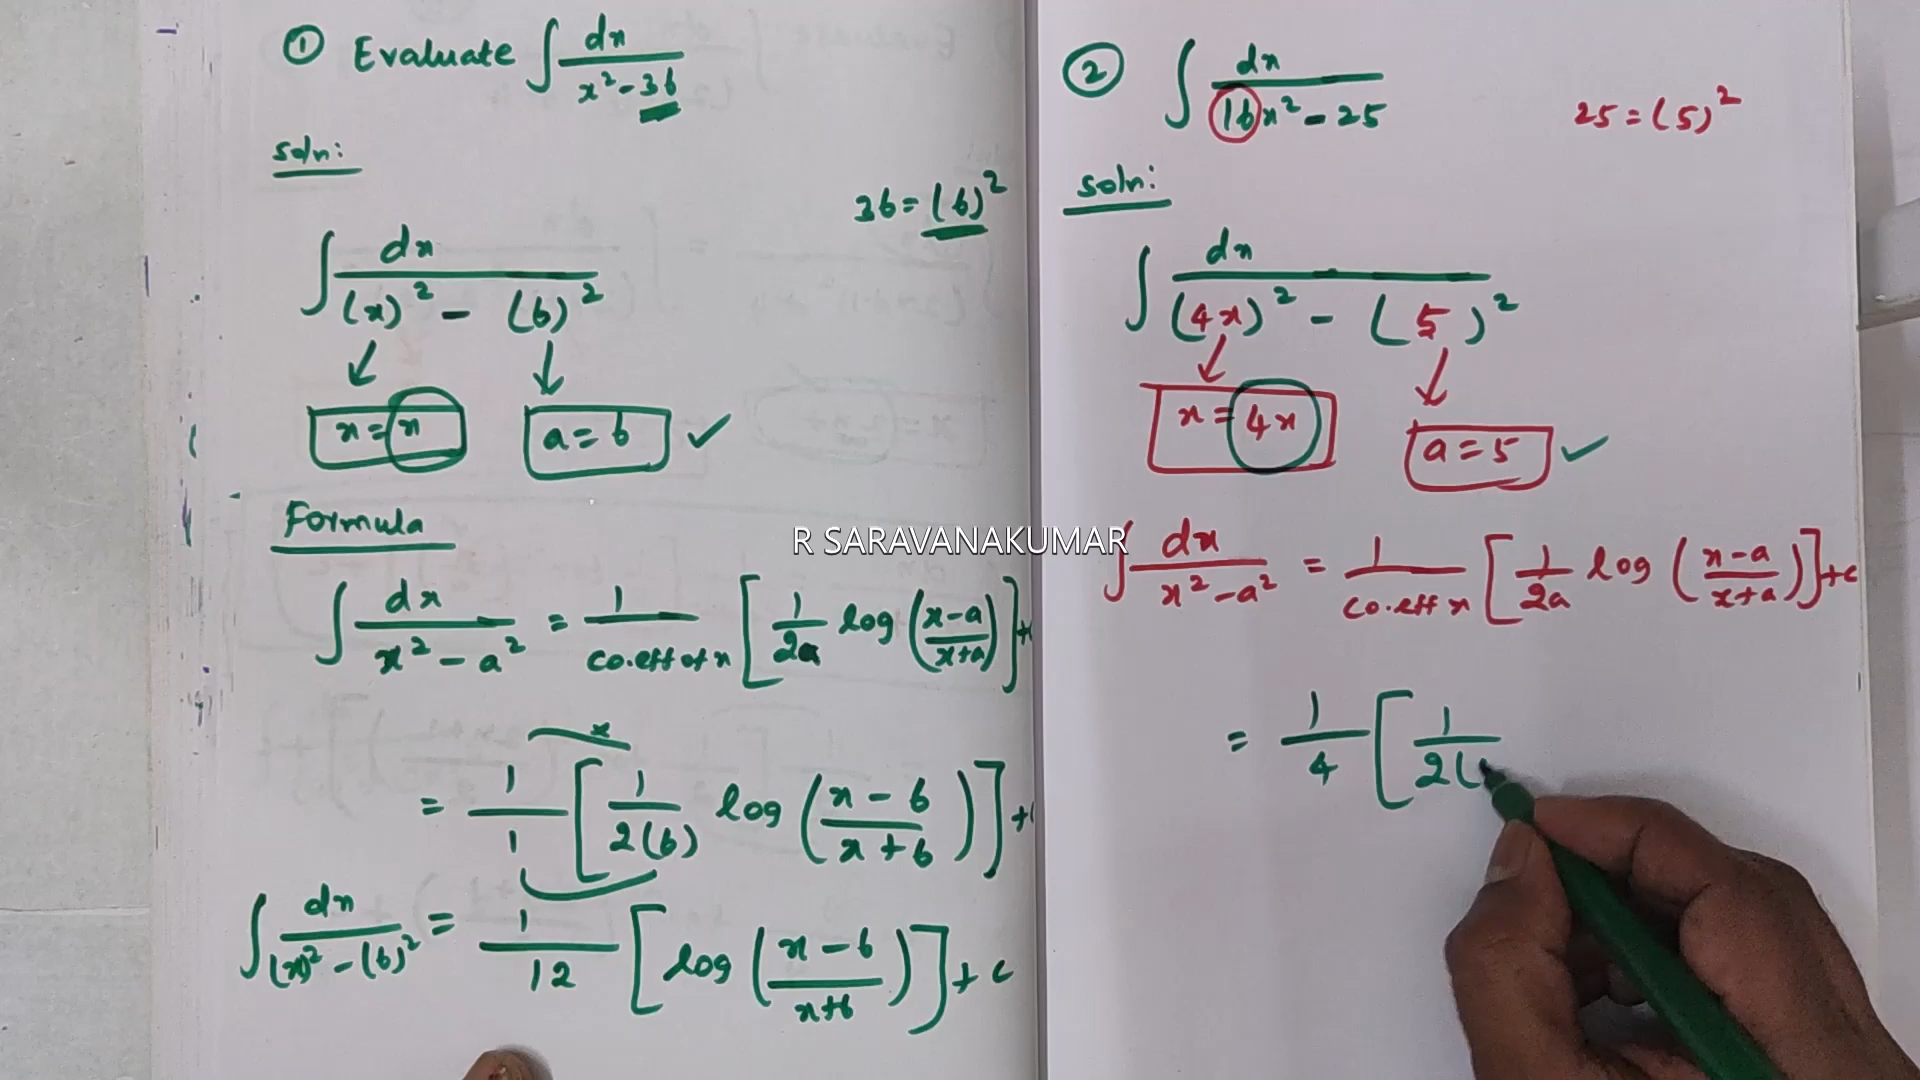 ① Evaluate ∫ dx / x² - 36
Soln:
36 = (6)²
∫ dx / (x)² - (6)²
x = x   a = 6 ✓
Formula
∫ dx / x² - a² = 1 / co.eff of x [ 1/2a log ( x-a / x+a ) ] +
= 1/1 [ 1/2(6) log ( x - 6 / x + 6 ) ] +
∫ dx / (x)² - (6)² = 1/12 [ log ( x - 6 / x+6 ) ] + c
② ∫ dx / 16x² - 25
25 = (5)²
Soln:
∫ dx / (4x)² - (5)²
x = 4x   a = 5 ✓
∫ dx / x² - a² = 1 / co.eff x [ 1/2a log ( x-a / x+a ) ] +c
= 1/4 [ 1/2(
R SARAVANAKUMAR